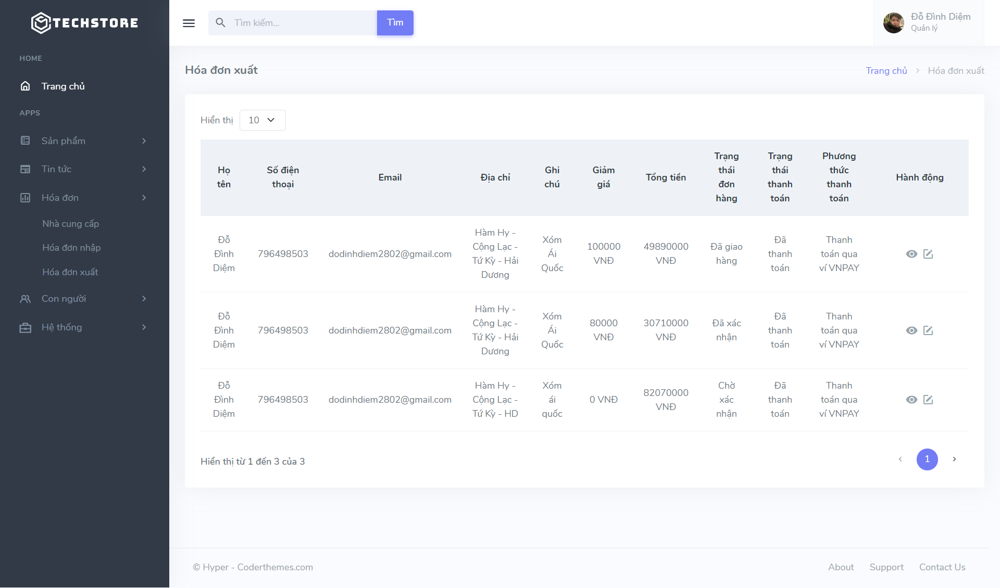 TECHSTORE
Tìm kiếm...
Tìm
Đỗ Đình Diệm
Quản lý
HOME
Trang chủ
APPS
Sản phẩm
Tin tức
Hóa đơn
Nhà cung cấp
Hóa đơn nhập
Hóa đơn xuất
Con người
Hệ thống
Hóa đơn xuất
Trang chủ > Hóa đơn xuất
Hiển thị 10
Họ
tên
Số điện
thoại
Email
Địa chỉ
Ghi
chú
Giảm
giá
Tổng tiền
Trạng
thái
đơn
hàng
Trạng
thái
thanh
toán
Phương
thức
thanh
toán
Hành động
Đỗ
Đình
Diệm
796498503
dodinhdiem2802@gmail.com
Hàm Hy -
Cộng Lạc -
Tứ Kỳ - Hải
Dương
Xóm
Ái
Quốc
100000
VNĐ
49890000
VNĐ
Đã giao
hàng
Đã
thanh
toán
Thanh
toán qua
ví VNPAY
Đỗ
Đình
Diệm
796498503
dodinhdiem2802@gmail.com
Hàm Hy -
Cộng Lạc -
Tứ Kỳ - Hải
Dương
Xóm
Ái
Quốc
80000
VNĐ
30710000
VNĐ
Đã xác
nhận
Đã
thanh
toán
Thanh
toán qua
ví VNPAY
Đỗ
Đình
Diệm
796498503
dodinhdiem2802@gmail.com
Hàm Hy -
Cộng Lạc -
Tứ Kỳ - HD
Xóm
ái
quốc
0 VNĐ
82070000
VNĐ
Chờ
xác
nhận
Đã
thanh
toán
Thanh
toán qua
ví VNPAY
Hiển thị từ 1 đến 3 của 3
‹ 1 ›
© Hyper - Coderthemes.com
About Support Contact Us